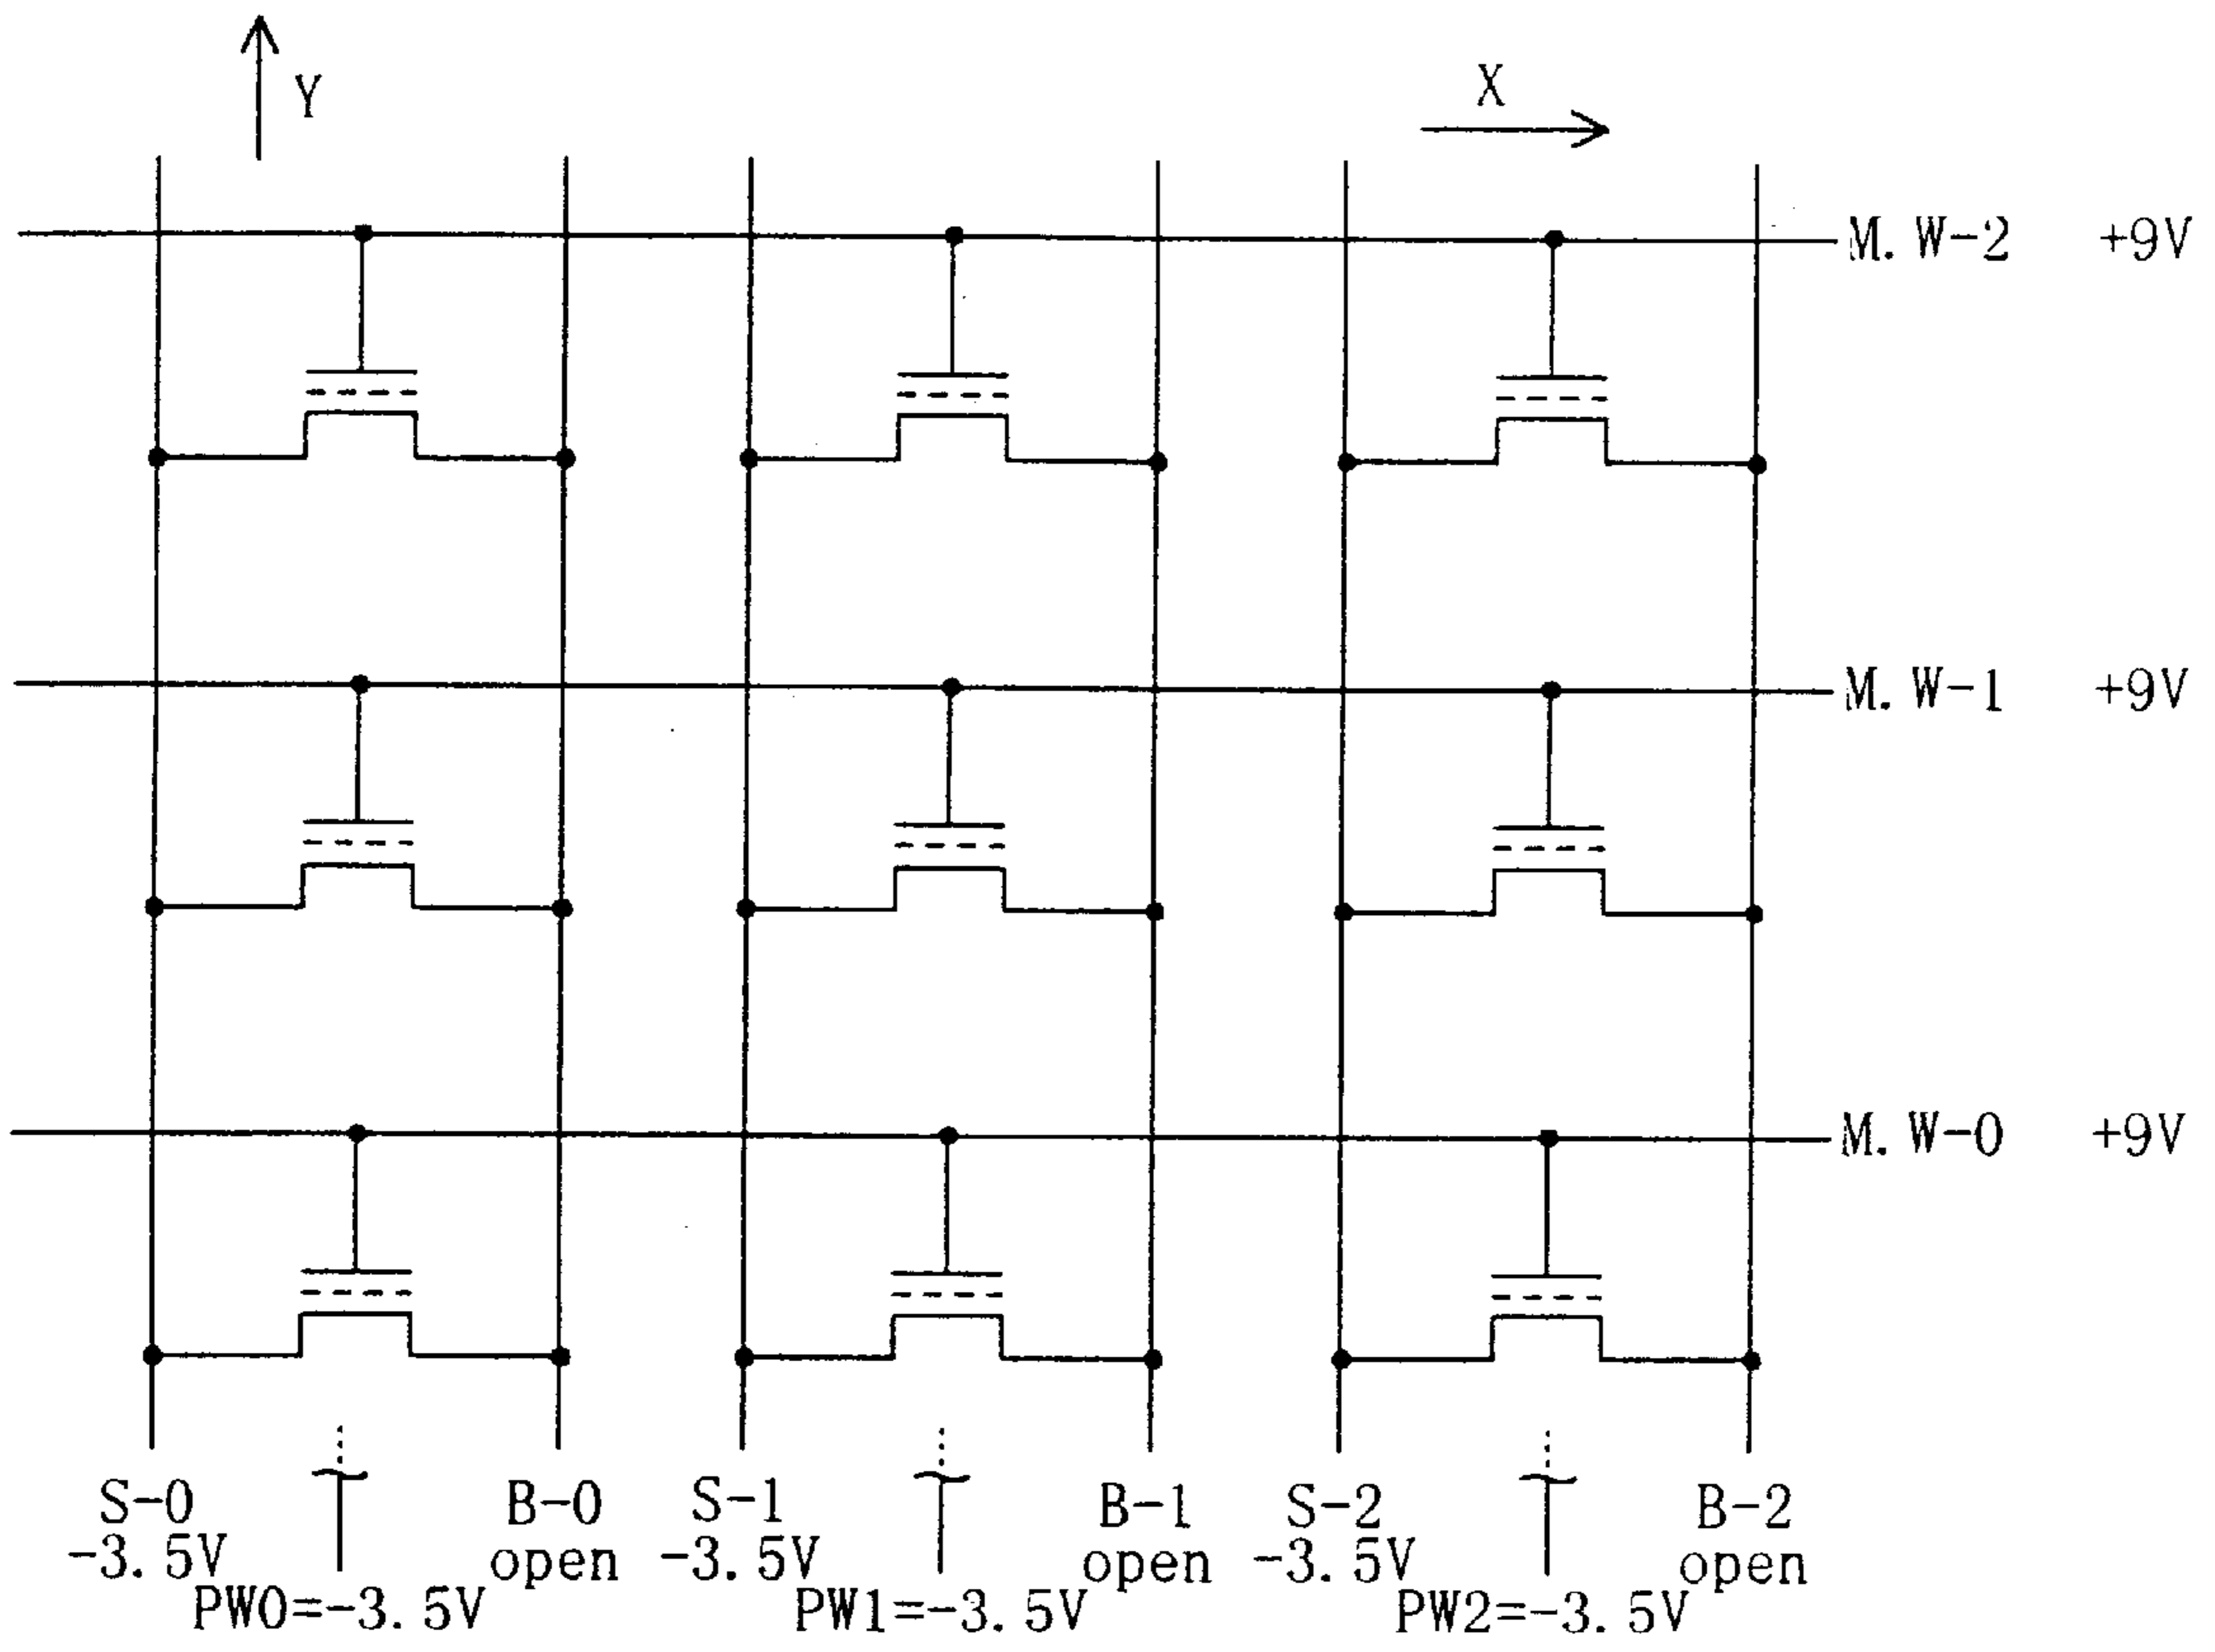 Y
X
M. W-2 +9V
M. W-1 +9V
M. W-0 +9V
S-0 B-0 S-1 B-1 S-2 B-2
-3.5V open -3.5V open -3.5V open
PW0=-3.5V PW1=-3.5V PW2=-3.5V